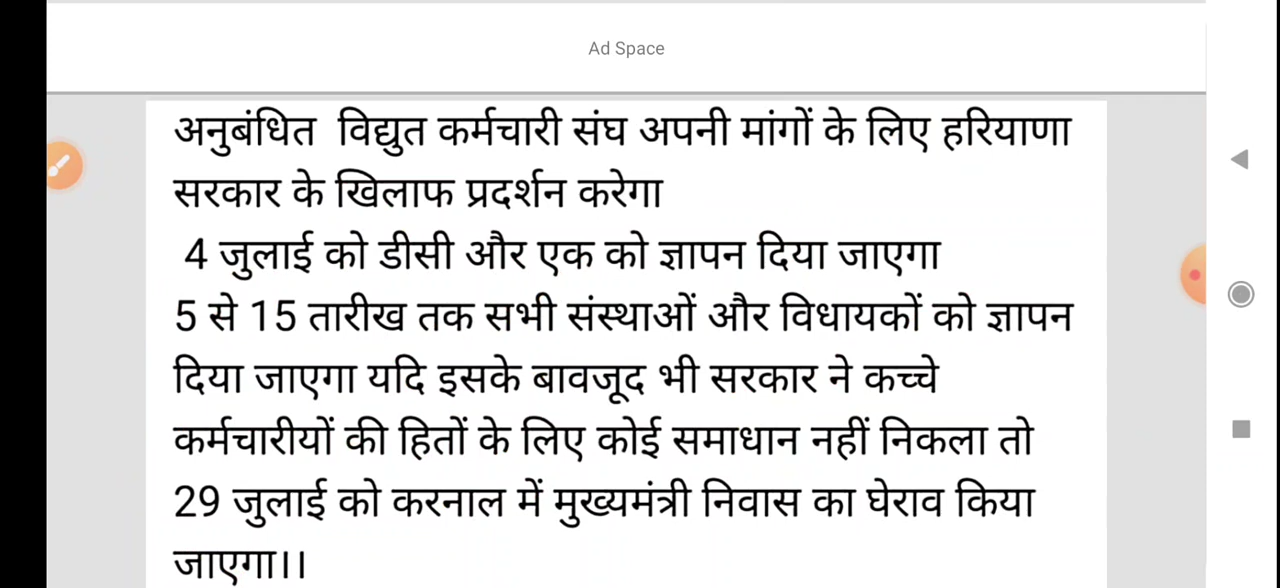 Ad Space
अनुबंधित विद्युत कर्मचारी संघ अपनी मांगों के लिए हरियाणा
सरकार के खिलाफ प्रदर्शन करेगा
4 जुलाई को डीसी और एक को ज्ञापन दिया जाएगा
5 से 15 तारीख तक सभी संस्थाओं और विधायकों को ज्ञापन
दिया जाएगा यदि इसके बावजूद भी सरकार ने कच्चे
कर्मचारीयों की हितों के लिए कोई समाधान नहीं निकला तो
29 जुलाई को करनाल में मुख्यमंत्री निवास का घेराव किया
जाएगा।।